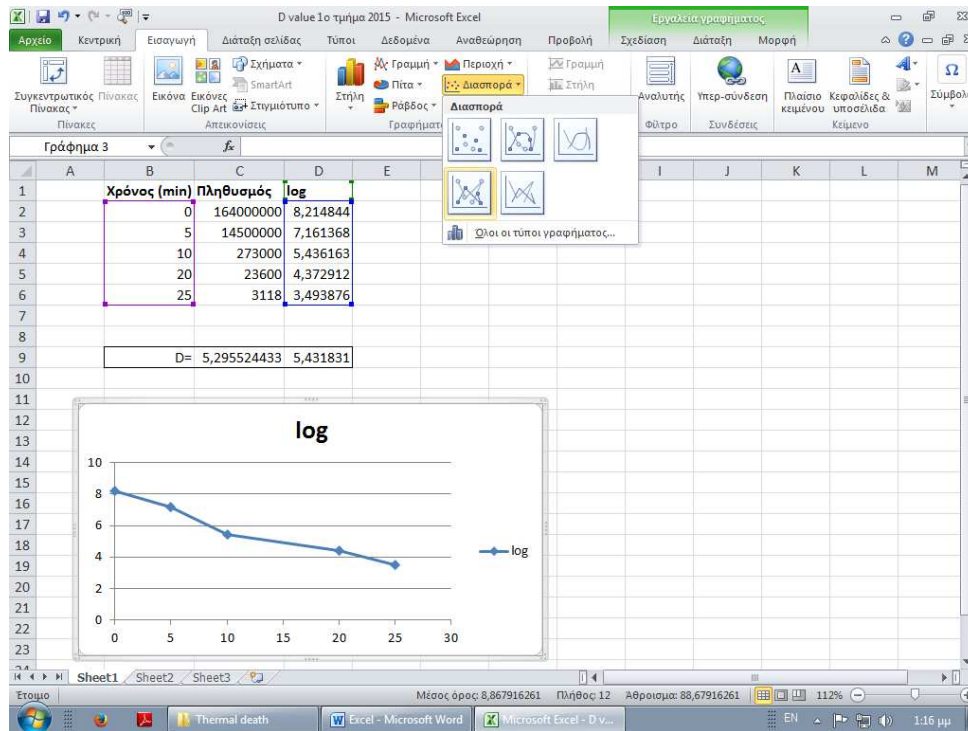 D value 1ο τμήμα 2015 - Microsoft Excel
Εργαλεία γραφήματος
Αρχείο Κεντρική Εισαγωγή Διάταξη σελίδας Τύποι Δεδομένα Αναθεώρηση Προβολή Σχεδίαση Διάταξη Μορφή
Συγκεντρωτικός Πίνακας
Πίνακας
Πίνακες
Εικόνα
Εικόνες Clip Art
Σχήματα
SmartArt
Στιγμιότυπο
Απεικονίσεις
Στήλη
Γραμμή
Πίτα
Ράβδος
Περιοχή
Διασπορά
Γραφήματ
Διασπορά
Όλοι οι τύποι γραφήματος...
Γραμμή
Στήλη
Αναλυτής
Φίλτρο
Υπερ-σύνδεση
Συνδέσεις
Πλαίσιο κειμένου
Κεφαλίδες & υποσέλιδα
Κείμενο
Ω
Σύμβολ
Γράφημα 3 fx
A B C D E I J K L M
1 Χρόνος (min) Πληθυσμός log
2 0 164000000 8,214844
3 5 14500000 7,161368
4 10 273000 5,436163
5 20 23600 4,372912
6 25 3118 3,493876
7
8
9 D= 5,295524433 5,431831
10
11
12
13
14
15
16
17
18
19
20
21
22
23
log
10
8
6
4
2
0
0 5 10 15 20 25 30
log
Sheet1 Sheet2 Sheet3
Έτοιμο Μέσος όρος: 8,867916261 Πλήθος: 12 Άθροισμα: 88,67916261 112%
Thermal death
Excel - Microsoft Word
Microsoft Excel - D v...
EN
1:16 μμ